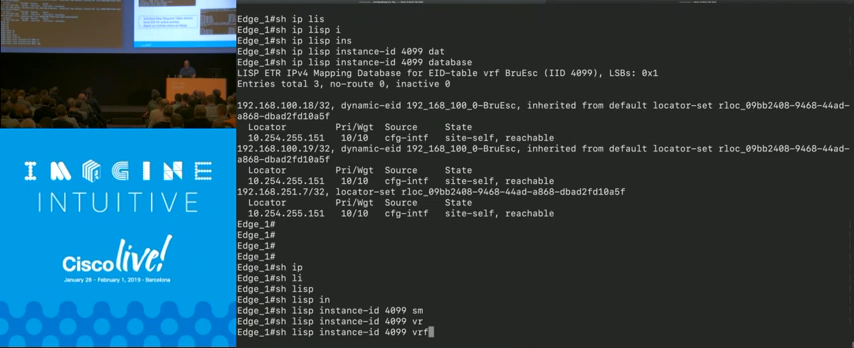 IMAGINE
INTUITIVE
Cisco live!
January 28 - February 1, 2019 • Barcelona
Edge_1#sh ip lis
Edge_1#sh ip lisp i
Edge_1#sh ip lisp ins
Edge_1#sh ip lisp instance-id 4099 dat
Edge_1#sh ip lisp instance-id 4099 database
LISP ETR IPv4 Mapping Database for EID-table vrf BruEsc (IID 4099), LSBs: 0x1
Entries total 3, no-route 0, inactive 0
192.168.100.18/32, dynamic-eid 192_168_100_0-BruEsc, inherited from default locator-set rloc_09bb2408-9468-44ad-
a868-dbad2fd10a5f
Locator Pri/Wgt Source State
10.254.255.151 10/10 cfg-intf site-self, reachable
192.168.100.19/32, dynamic-eid 192_168_100_0-BruEsc, inherited from default locator-set rloc_09bb2408-9468-44ad-
a868-dbad2fd10a5f
Locator Pri/Wgt Source State
10.254.255.151 10/10 cfg-intf site-self, reachable
192.168.251.7/32, locator-set rloc_09bb2408-9468-44ad-a868-dbad2fd10a5f
Locator Pri/Wgt Source State
10.254.255.151 10/10 cfg-intf site-self, reachable
Edge_1#
Edge_1#
Edge_1#
Edge_1#
Edge_1#sh ip
Edge_1#sh li
Edge_1#sh lisp
Edge_1#sh lisp in
Edge_1#sh lisp instance-id 4099 sm
Edge_1#sh lisp instance-id 4099 vr
Edge_1#sh lisp instance-id 4099 vrf